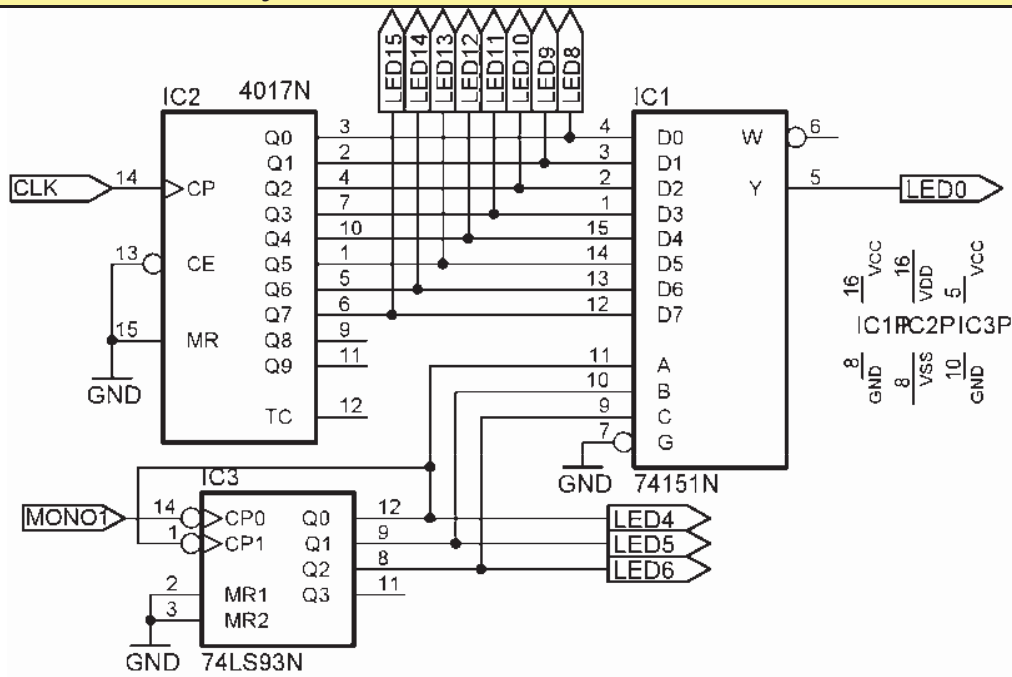 LED15
LED14
LED13
LED12
LED11
LED10
LED9
LED8
IC2 4017N
CLK
14 CP
13 CE
15 MR
GND
Q0 3
Q1 2
Q2 4
Q3 7
Q4 10
Q5 1
Q6 5
Q7 6
Q8 9
Q9 11
TC 12
IC1
4 D0
3 D1
2 D2
1 D3
15 D4
14 D5
13 D6
12 D7
11 A
10 B
9 C
7 G
GND
W 6
Y 5
LED0
74151N
16 VCC
16 VDD
5 VCC
IC1P IC2P IC3P
8 GND
8 VSS
10 GND
IC3
MONO1
14 CP0
1 CP1
2 MR1
3 MR2
GND
Q0 12
Q1 9
Q2 8
Q3 11
LED4
LED5
LED6
74LS93N